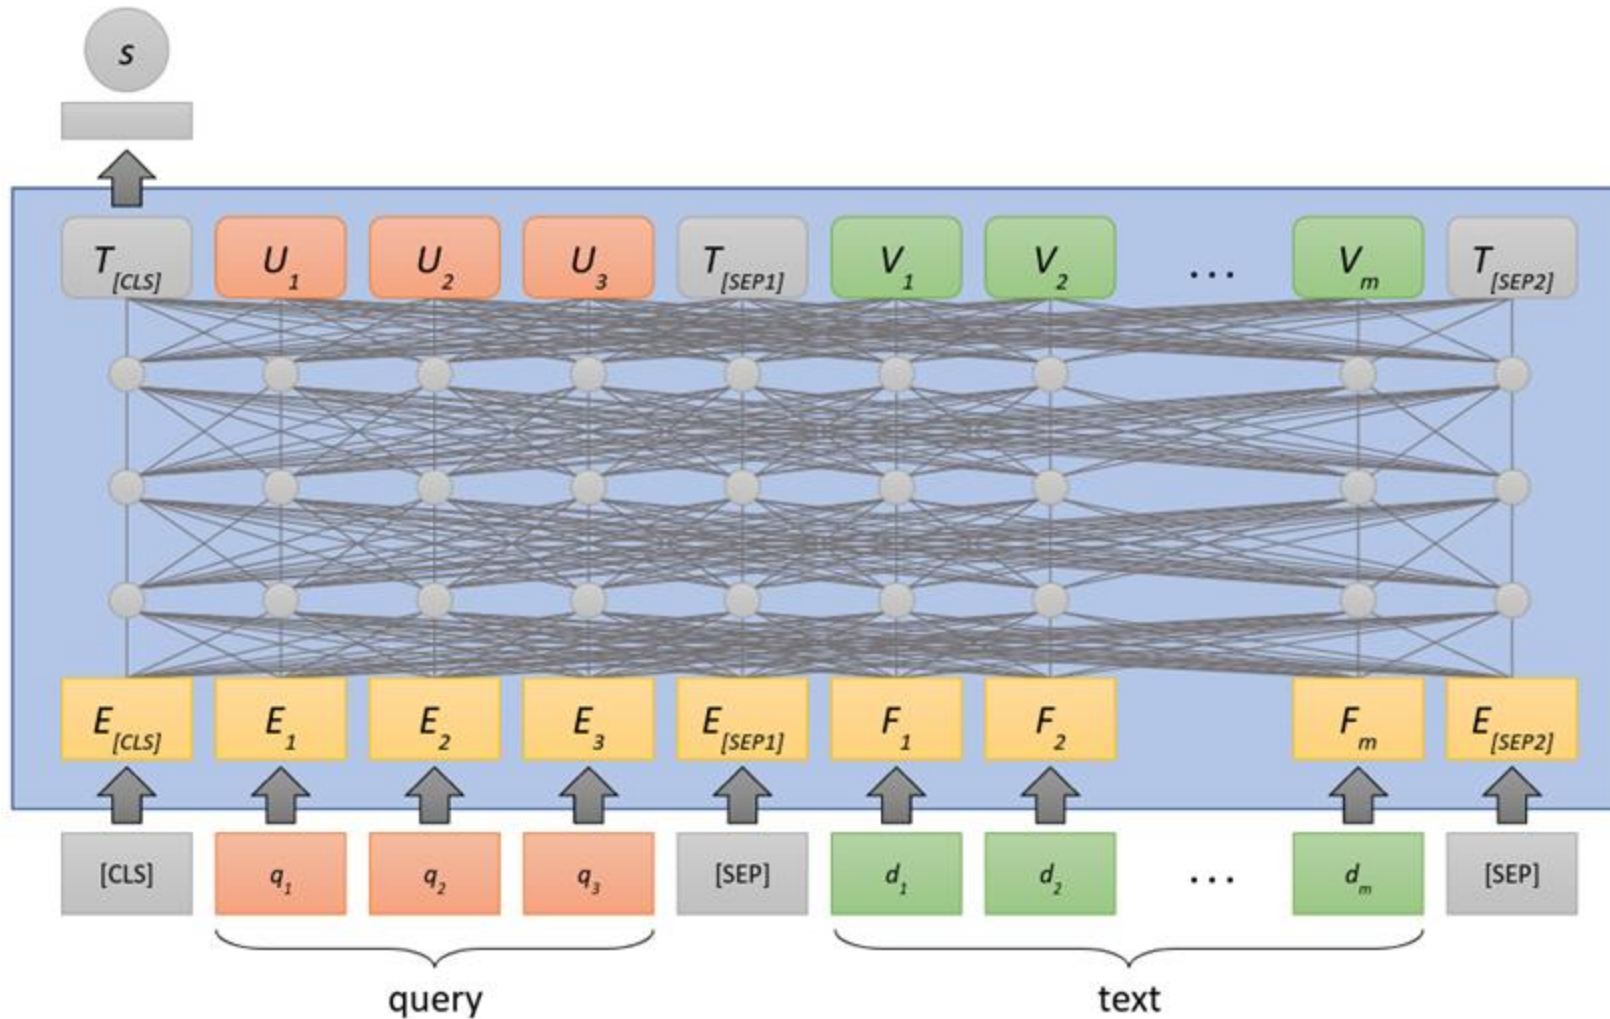 s
T[CLS] U1 U2 U3 T[SEP1] V1 V2 ... Vm T[SEP2]
E[CLS] E1 E2 E3 E[SEP1] F1 F2 Fm E[SEP2]
[CLS] q1 q2 q3 [SEP] d1 d2 ... dm [SEP]
query text